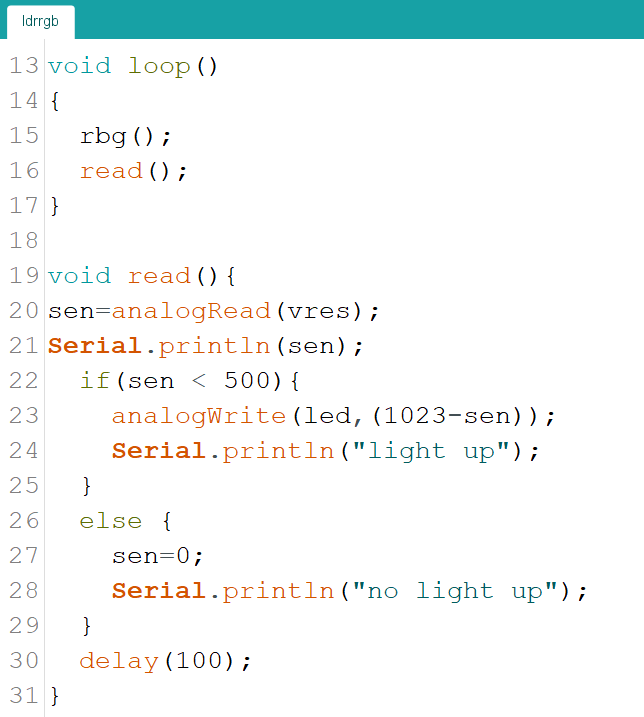 ldrrgb
13 void loop()
14 {
15   rbg();
16   read();
17 }
18
19 void read(){
20 sen=analogRead(vres);
21 Serial.println(sen);
22   if(sen < 500){
23     analogWrite(led,(1023-sen));
24     Serial.println("light up");
25   }
26   else {
27     sen=0;
28     Serial.println("no light up");
29   }
30   delay(100);
31 }